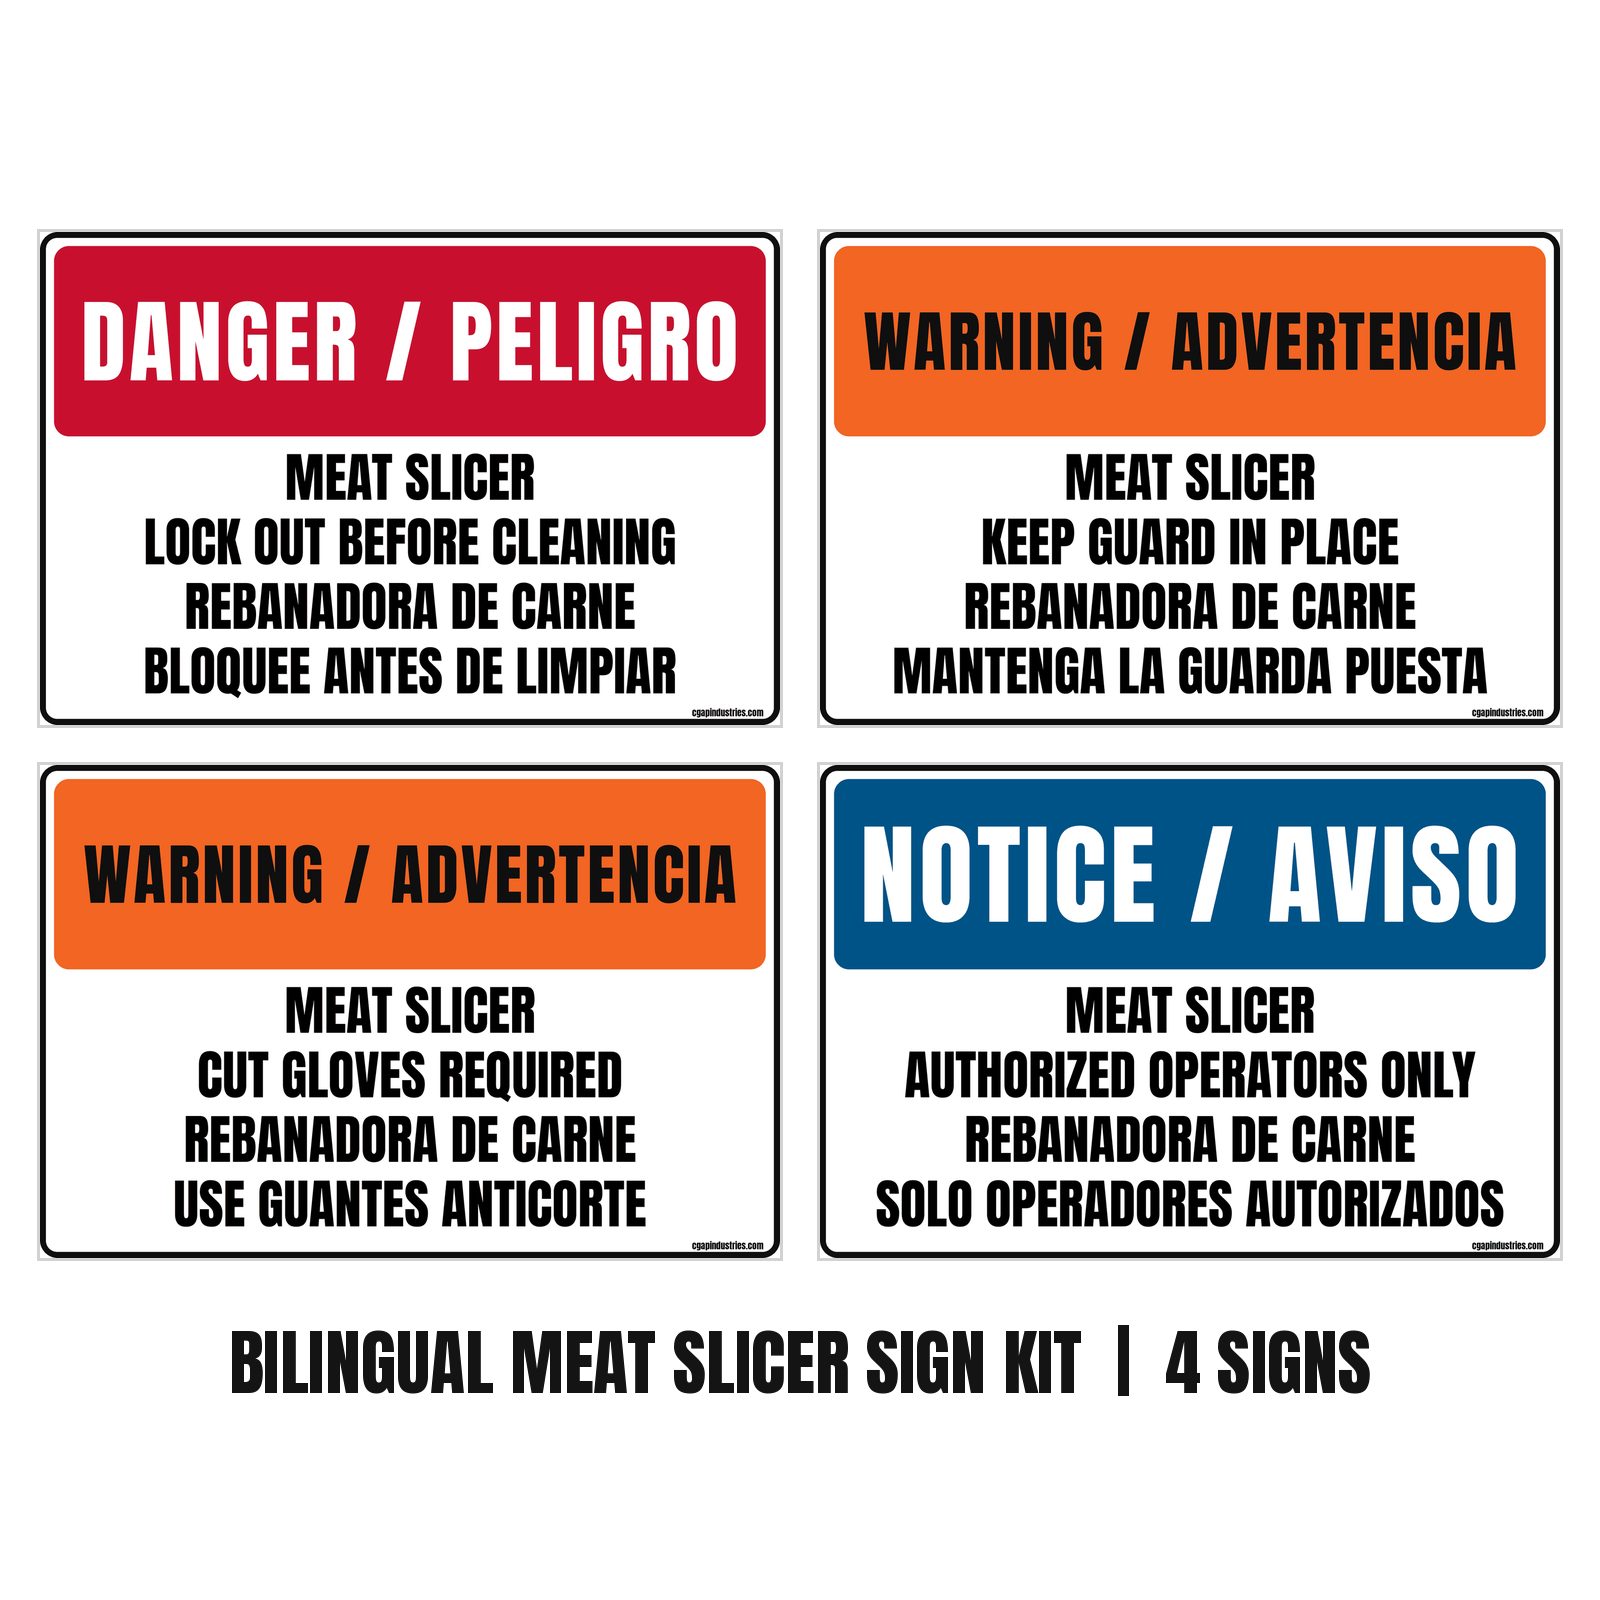 DANGER / PELIGRO
MEAT SLICER
LOCK OUT BEFORE CLEANING
REBANADORA DE CARNE
BLOQUEE ANTES DE LIMPIAR
cgapindustries.com
WARNING / ADVERTENCIA
MEAT SLICER
KEEP GUARD IN PLACE
REBANADORA DE CARNE
MANTENGA LA GUARDA PUESTA
cgapindustries.com
WARNING / ADVERTENCIA
MEAT SLICER
CUT GLOVES REQUIRED
REBANADORA DE CARNE
USE GUANTES ANTICORTE
cgapindustries.com
NOTICE / AVISO
MEAT SLICER
AUTHORIZED OPERATORS ONLY
REBANADORA DE CARNE
SOLO OPERADORES AUTORIZADOS
cgapindustries.com
BILINGUAL MEAT SLICER SIGN KIT | 4 SIGNS